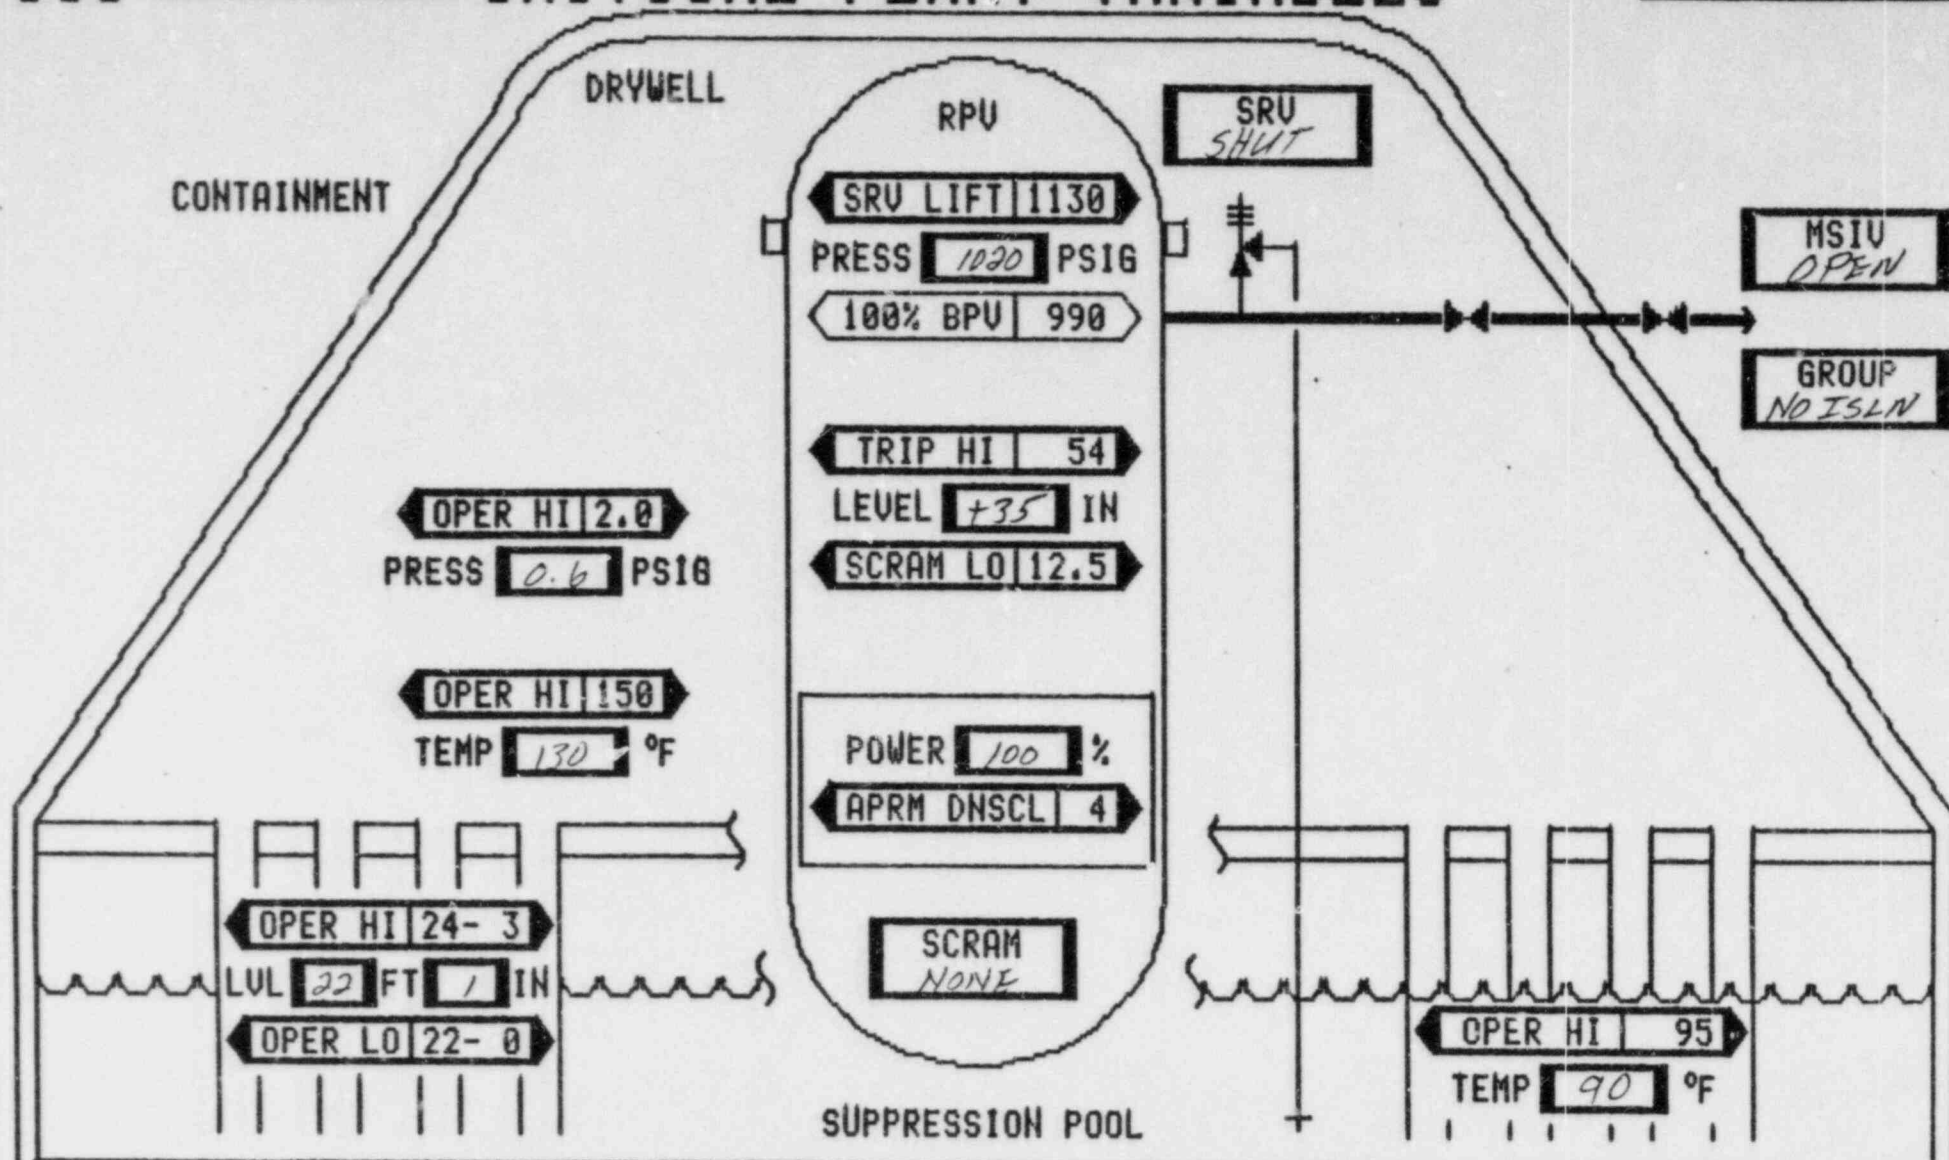 DRYWELL
RPV
SRV
SHUT
CONTAINMENT
SRV LIFT 1130
PRESS 1020 PSIG
100% BPV 990
MSIV
OPEN
GROUP
NO ISLN
TRIP HI 54
LEVEL +35 IN
SCRAM LO 12.5
OPER HI 2.0
PRESS 0.6 PSIG
OPER HI 150
TEMP 130 °F
POWER 100 %
APRM DNSCL 4
OPER HI 24- 3
LVL 22 FT 1 IN
OPER LO 22- 0
SCRAM
NONE
OPER HI 95
TEMP 90 °F
SUPPRESSION POOL